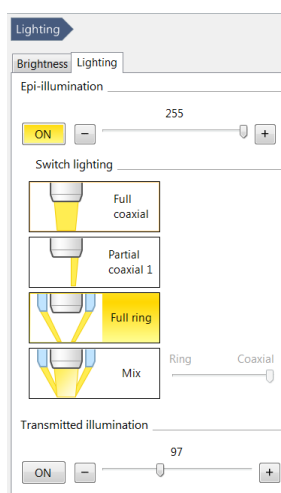 Lighting
Brightness Lighting
Epi-illumination
255
ON − +
Switch lighting
Full
coaxial
Partial
coaxial 1
Full ring
Mix
Ring Coaxial
Transmitted illumination
97
ON − +